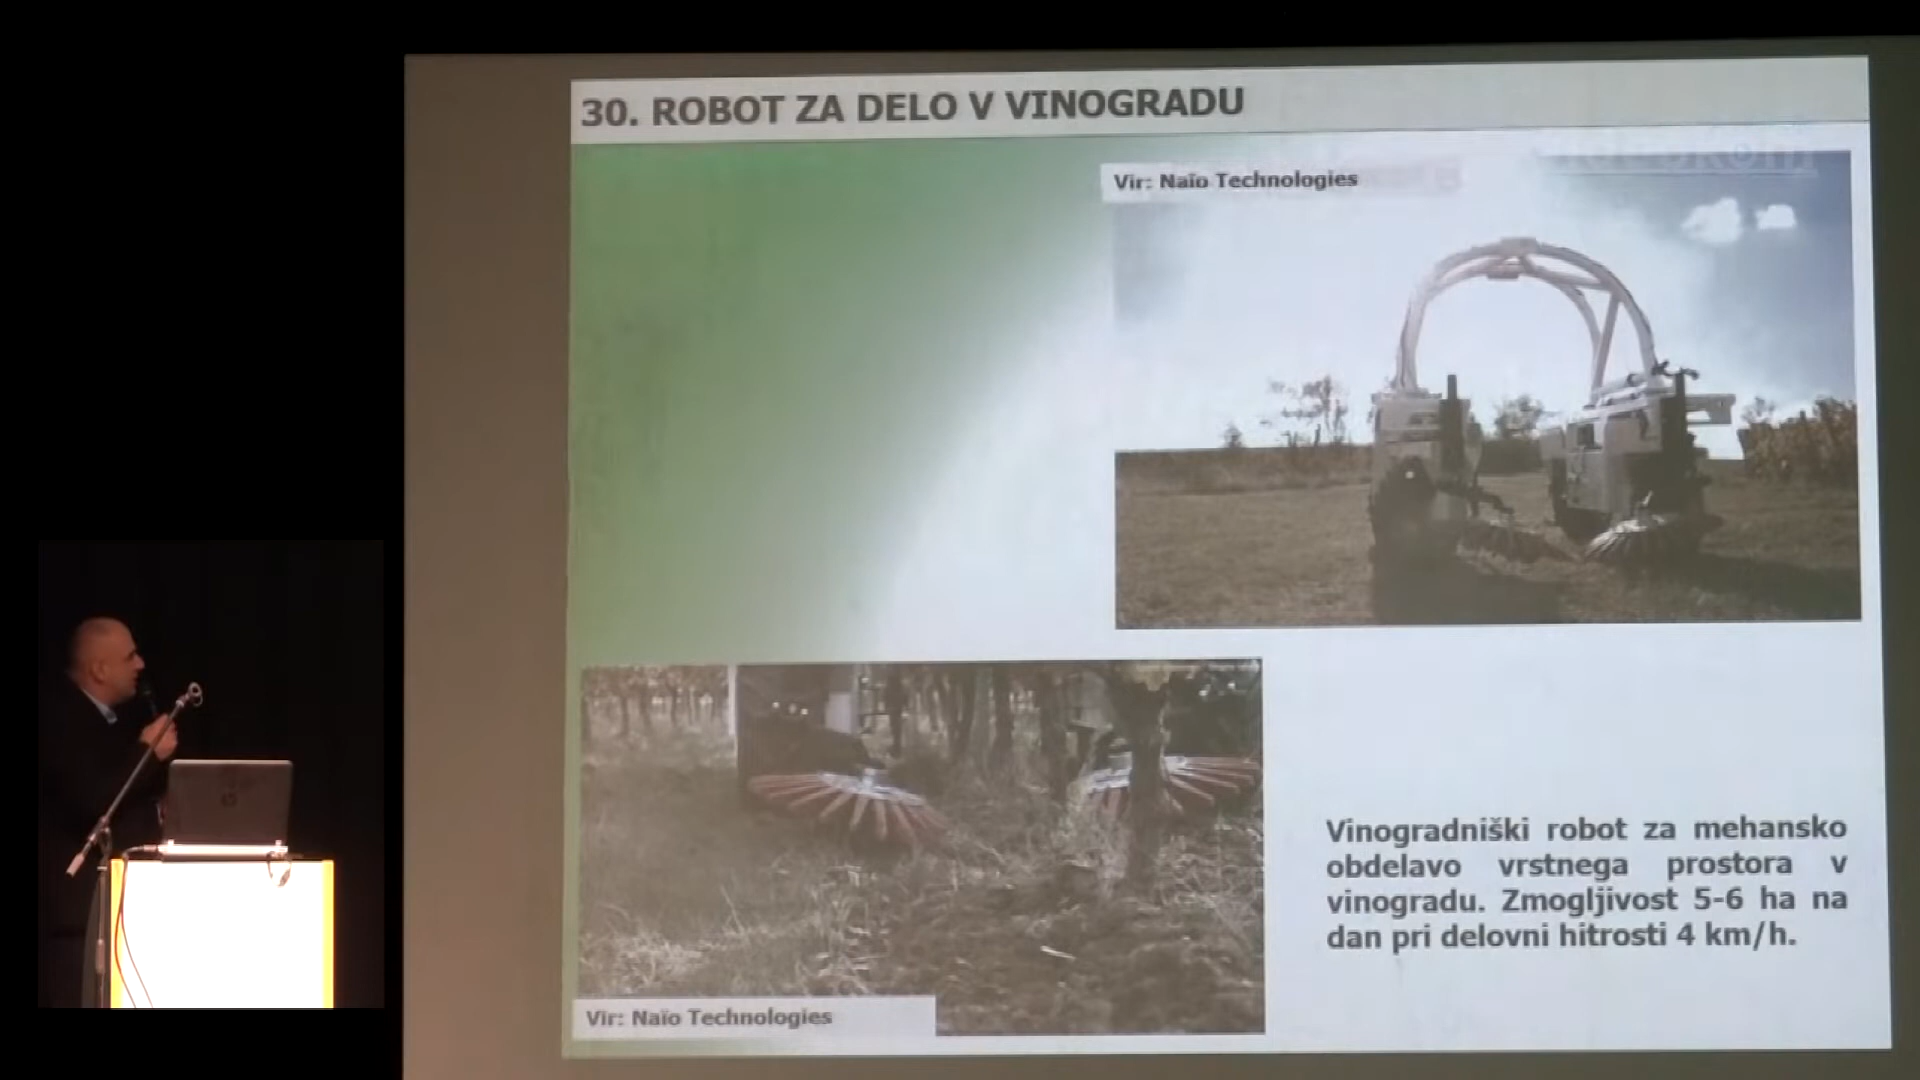 30. ROBOT ZA DELO V VINOGRADU
Vir: Naïo Technologies
Vinogradniški robot za mehansko
obdelavo vrstnega prostora v
vinogradu. Zmogljivost 5-6 ha na
dan pri delovni hitrosti 4 km/h.
Vir: Naïo Technologies